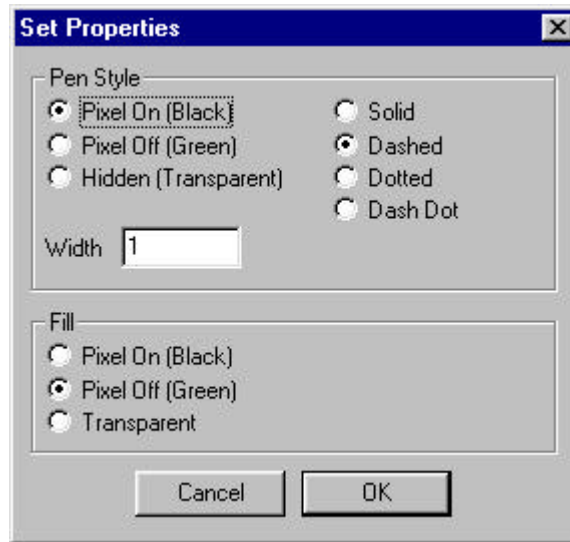 Set Properties
Pen Style
Pixel On (Black)
Pixel Off (Green)
Hidden (Transparent)
Solid
Dashed
Dotted
Dash Dot
Width 1
Fill
Pixel On (Black)
Pixel Off (Green)
Transparent
Cancel OK